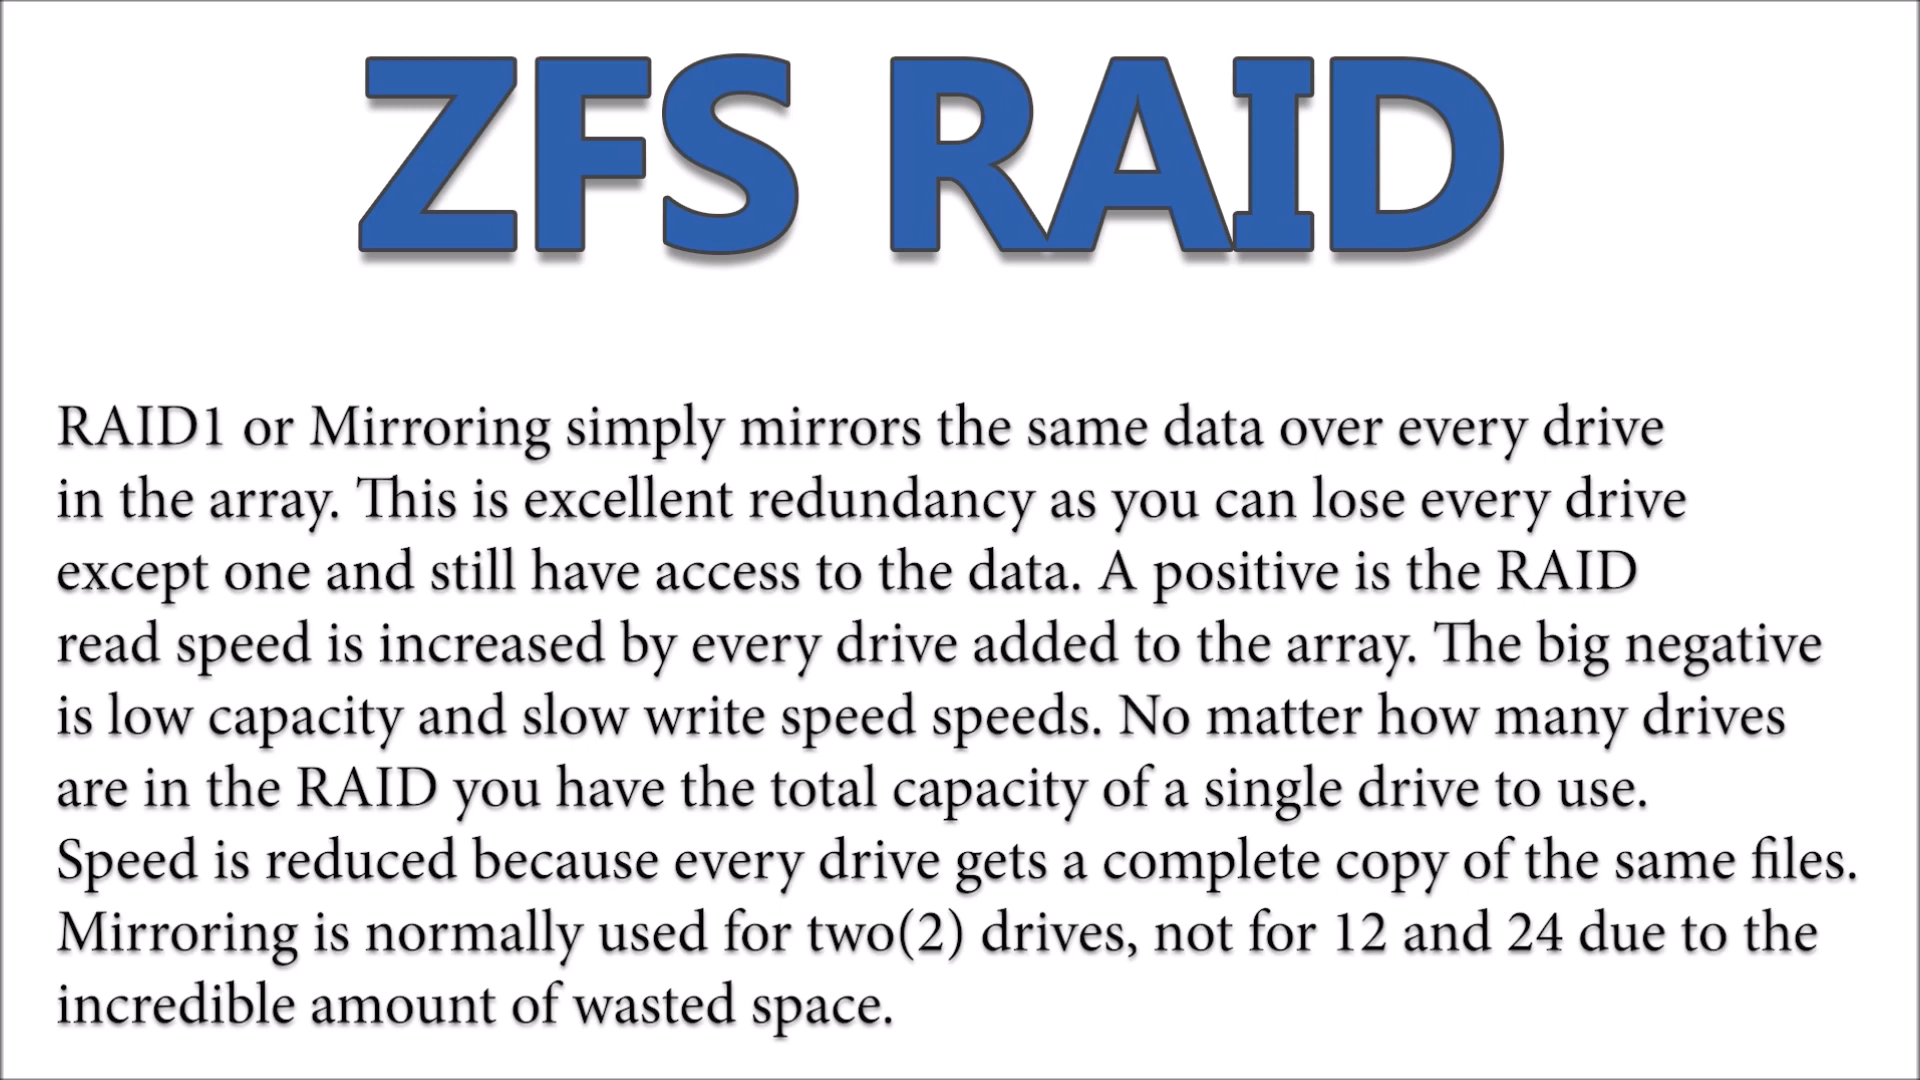 ZFS RAID
RAID1 or Mirroring simply mirrors the same data over every drive
in the array. This is excellent redundancy as you can lose every drive
except one and still have access to the data. A positive is the RAID
read speed is increased by every drive added to the array. The big negative
is low capacity and slow write speed speeds. No matter how many drives
are in the RAID you have the total capacity of a single drive to use.
Speed is reduced because every drive gets a complete copy of the same files.
Mirroring is normally used for two(2) drives, not for 12 and 24 due to the
incredible amount of wasted space.